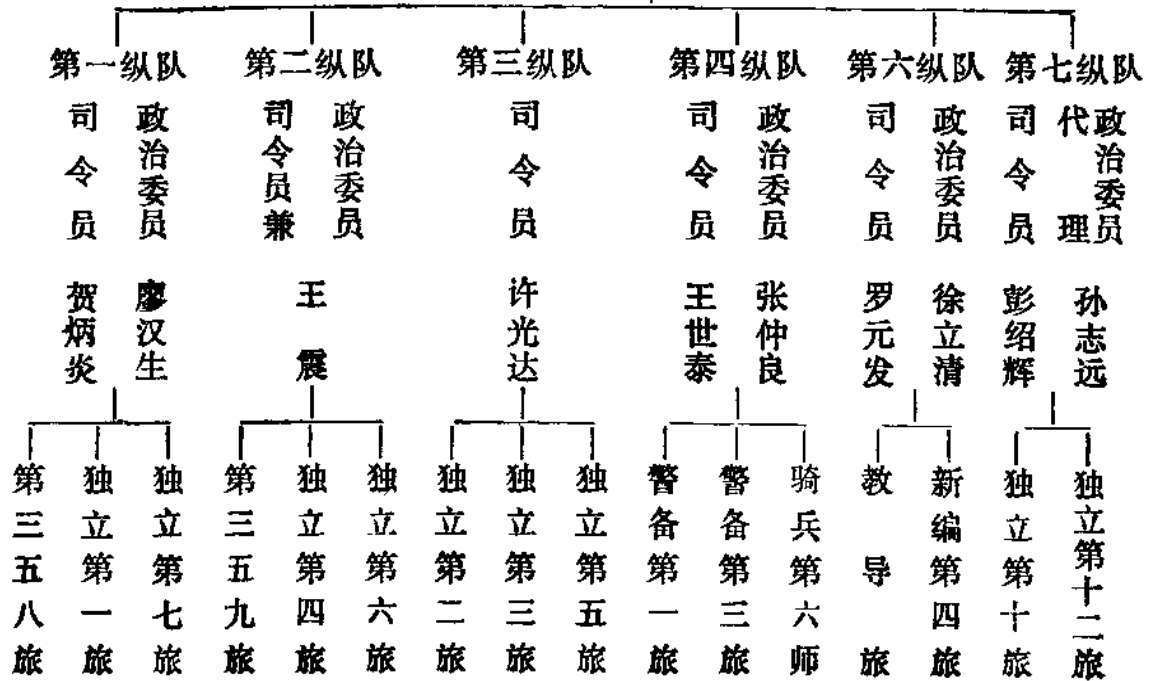 第一纵队
司令员
政治委员
贺炳炎
廖汉生
第三五八旅
独立第一旅
独立第七旅
第二纵队
司令员兼
政治委员
王震
第三五九旅
独立第四旅
独立第六旅
第三纵队
司令员
许光达
独立第二旅
独立第三旅
独立第五旅
第四纵队
司令员
政治委员
王世泰
张仲良
警备第一旅
警备第三旅
骑兵第六师
第六纵队
司令员
政治委员
罗元发
徐立清
教导旅
新编第四旅
第七纵队
司令员
代理
政治委员
彭绍辉
孙志远
独立第十旅
独立第十二旅